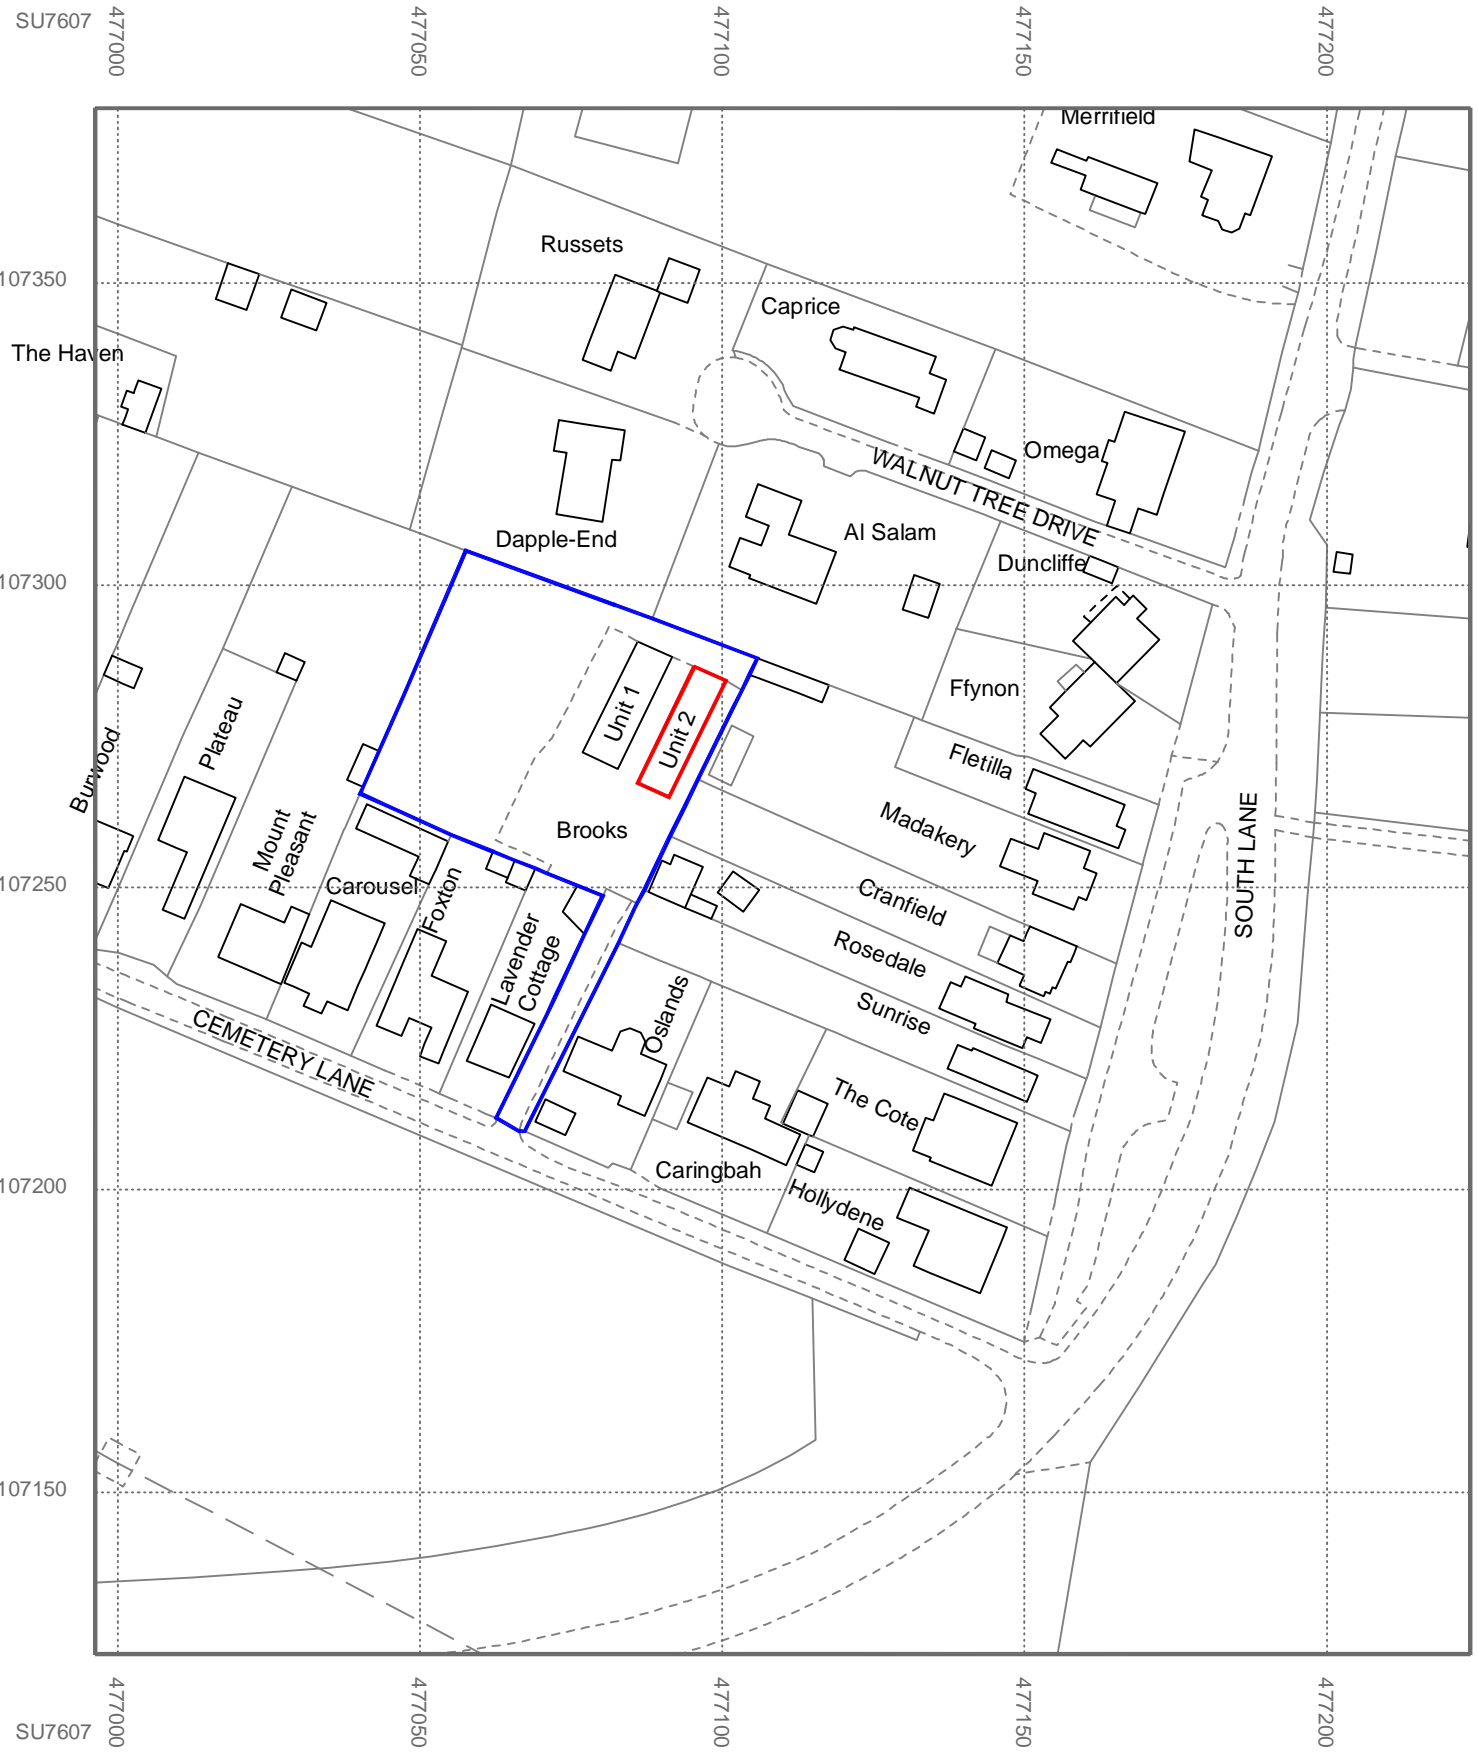 SU7607
477000
477050
477100
477150
477200
Merrifield
Russets
107350
Caprice
The Haven
Omega
WALNUT TREE DRIVE
Al Salam
Dapple-End
Duncliffe
107300
Ffynon
Unit 1
Unit 2
Plateau
Burwood
Fletilla
Madakery
SOUTH LANE
Brooks
Mount
Pleasant
Carousel
Foxton
107250
Cranfield
Lavender
Cottage
Rosedale
Oslands
Sunrise
CEMETERY LANE
The Cote
Caringbah
107200
Hollydene
107150
477000
477050
477100
477150
477200
SU7607